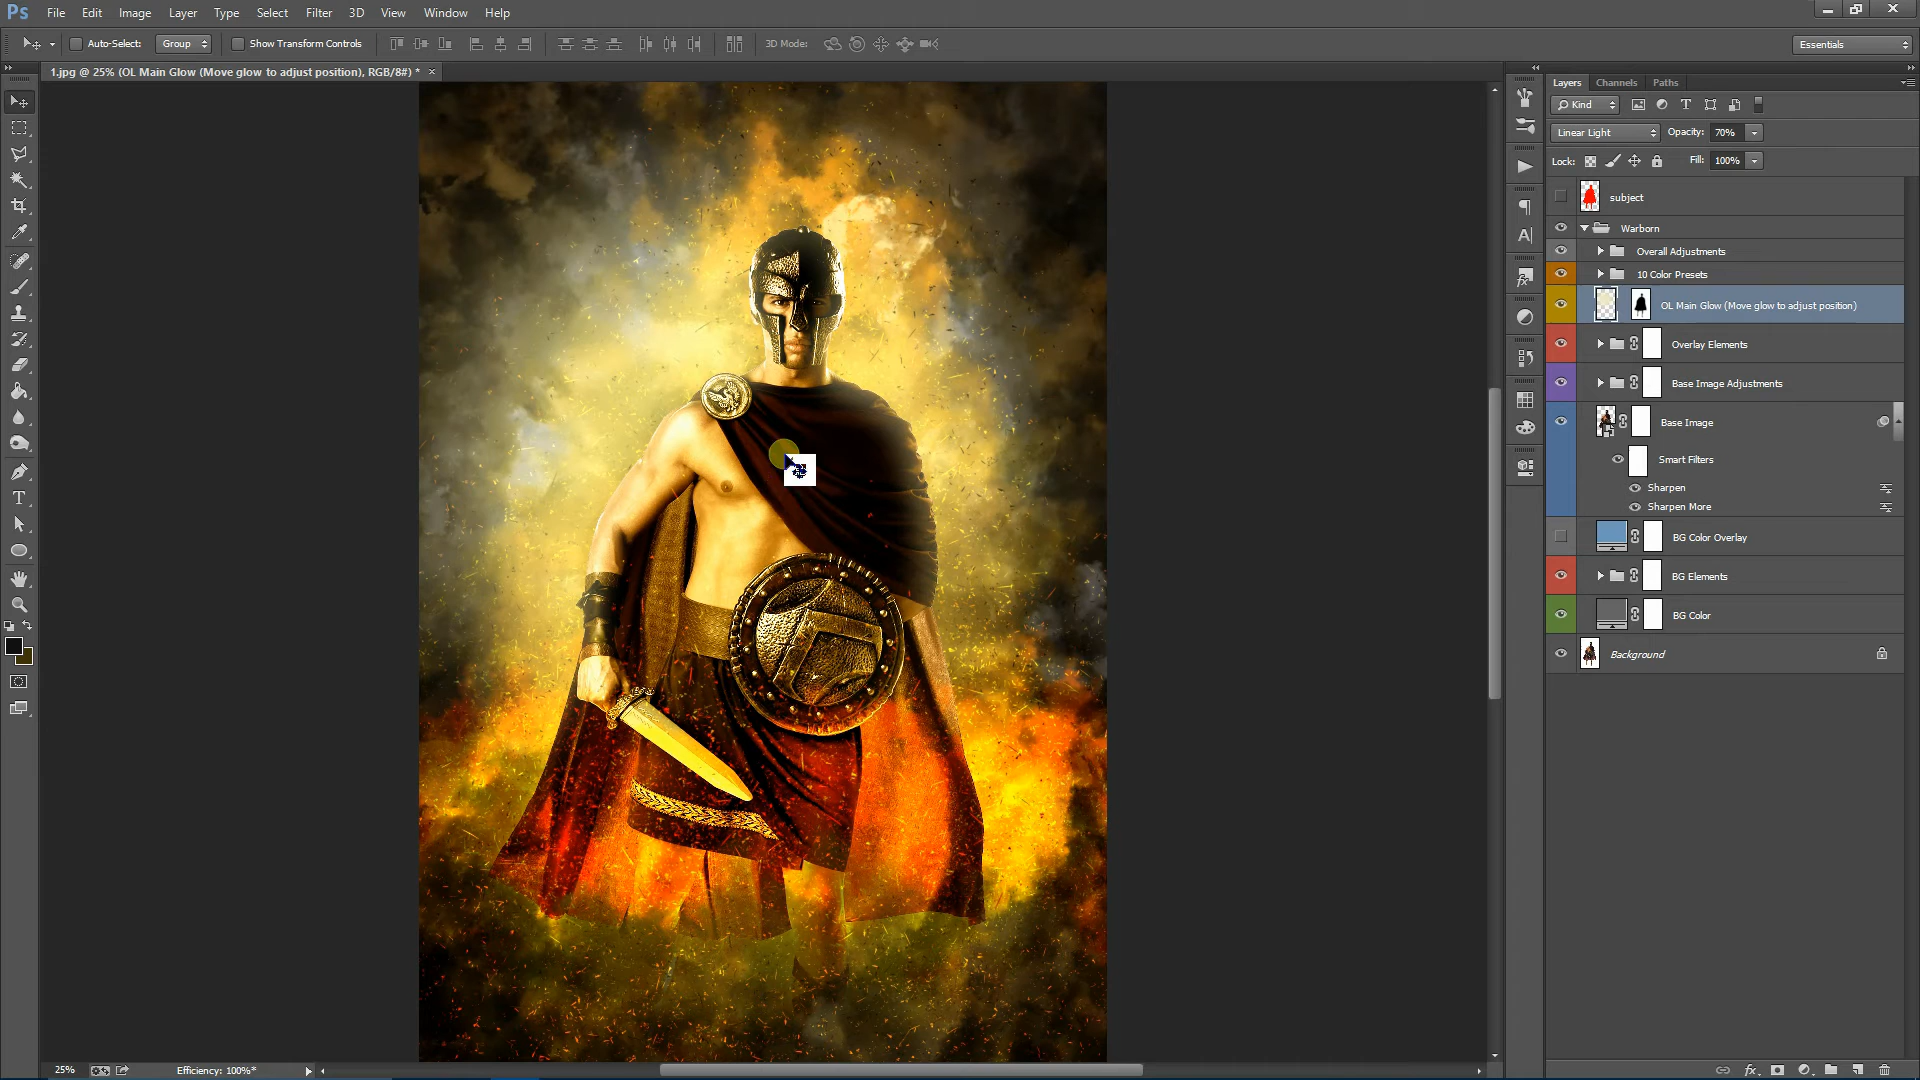 Ps File Edit Image Layer Type Select Filter 3D View Window Help
Auto-Select: Group Show Transform Controls 3D Mode: Essentials
1.jpg @ 25% (OL Main Glow (Move glow to adjust position), RGB/8#) * ×
Layers Channels Paths
Kind
Linear Light Opacity: 70%
Lock: Fill: 100%
subject
Warborn
Overall Adjustments
10 Color Presets
OL Main Glow (Move glow to adjust position)
Overlay Elements
Base Image Adjustments
Base Image
Smart Filters
Sharpen
Sharpen More
BG Color Overlay
BG Elements
BG Color
Background
25% Efficiency: 100%*